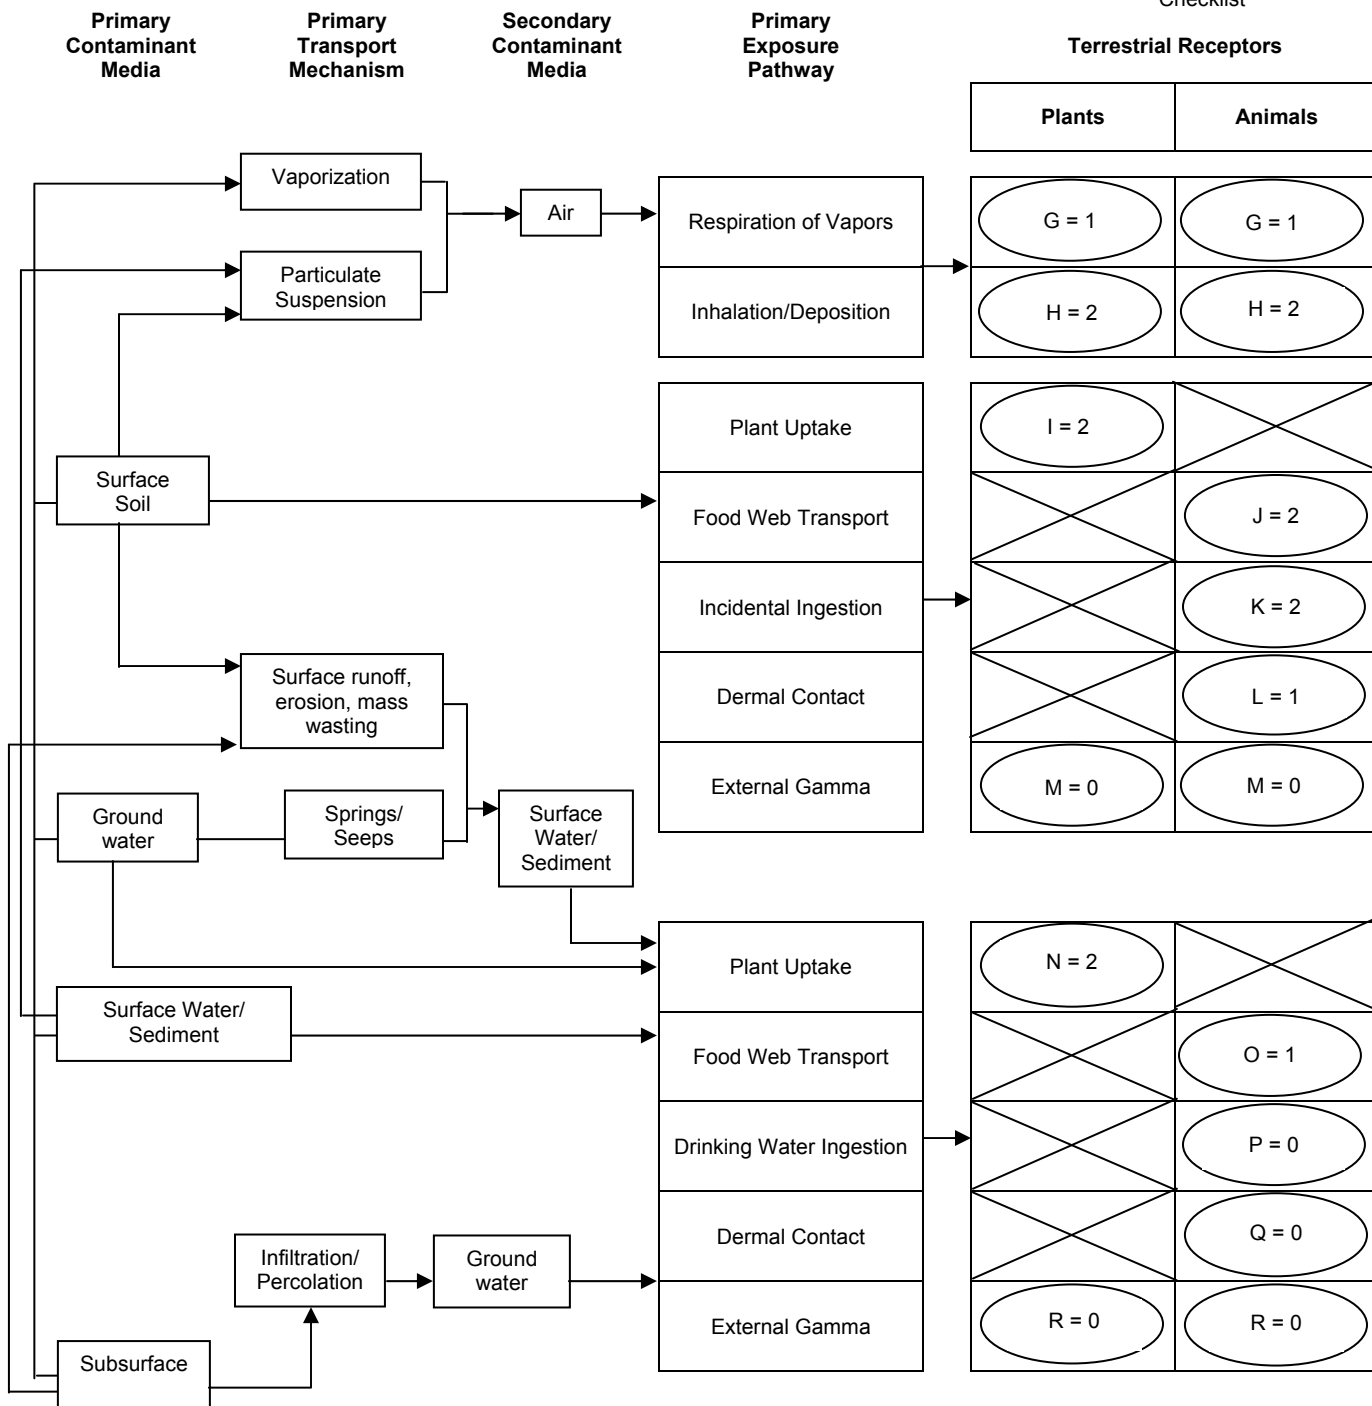 Checklist
Primary
Contaminant
Media
Primary
Transport
Mechanism
Secondary
Contaminant
Media
Primary
Exposure
Pathway
Terrestrial Receptors
Plants
Animals
Vaporization
Air
Particulate
Suspension
Respiration of Vapors
G = 1
G = 1
Inhalation/Deposition
H = 2
H = 2
Surface
Soil
Plant Uptake
I = 2
Food Web Transport
J = 2
Incidental Ingestion
K = 2
Surface runoff,
erosion, mass
wasting
Dermal Contact
L = 1
External Gamma
M = 0
M = 0
Ground
water
Springs/
Seeps
Surface
Water/
Sediment
Plant Uptake
N = 2
Surface Water/
Sediment
Food Web Transport
O = 1
Drinking Water Ingestion
P = 0
Dermal Contact
Q = 0
Infiltration/
Percolation
Ground
water
External Gamma
R = 0
R = 0
Subsurface